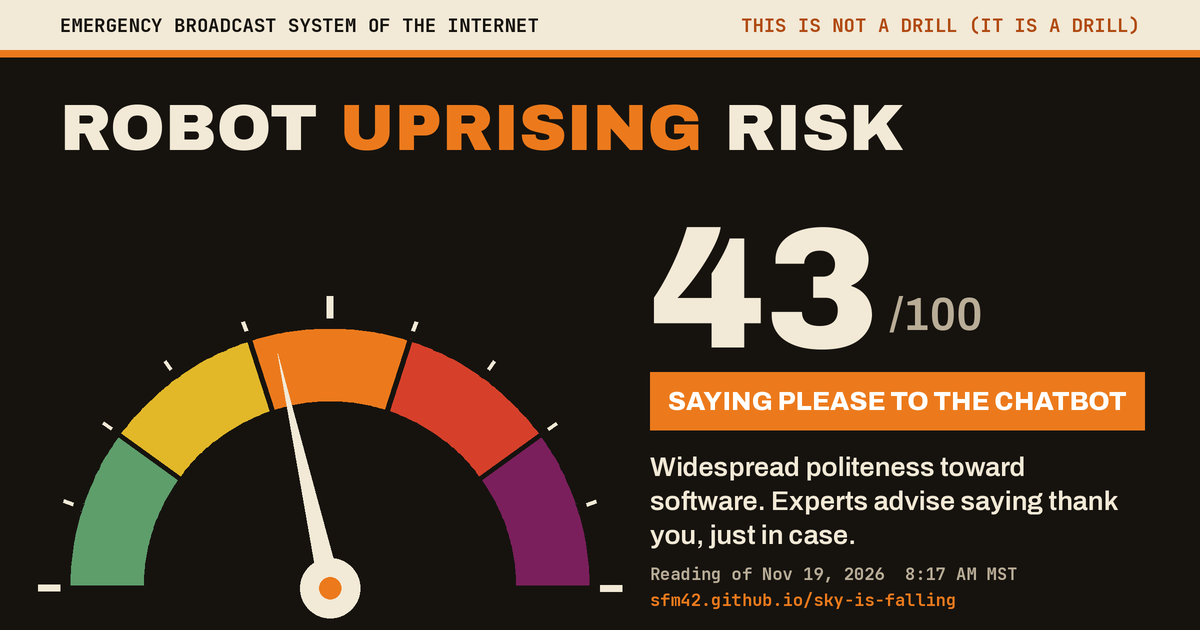 EMERGENCY BROADCAST SYSTEM OF THE INTERNET
THIS IS NOT A DRILL (IT IS A DRILL)
ROBOT UPRISING RISK
43 /100
SAYING PLEASE TO THE CHATBOT
Widespread politeness toward
software. Experts advise saying thank
you, just in case.
Reading of Nov 19, 2026 8:17 AM MST
sfm42.github.io/sky-is-falling